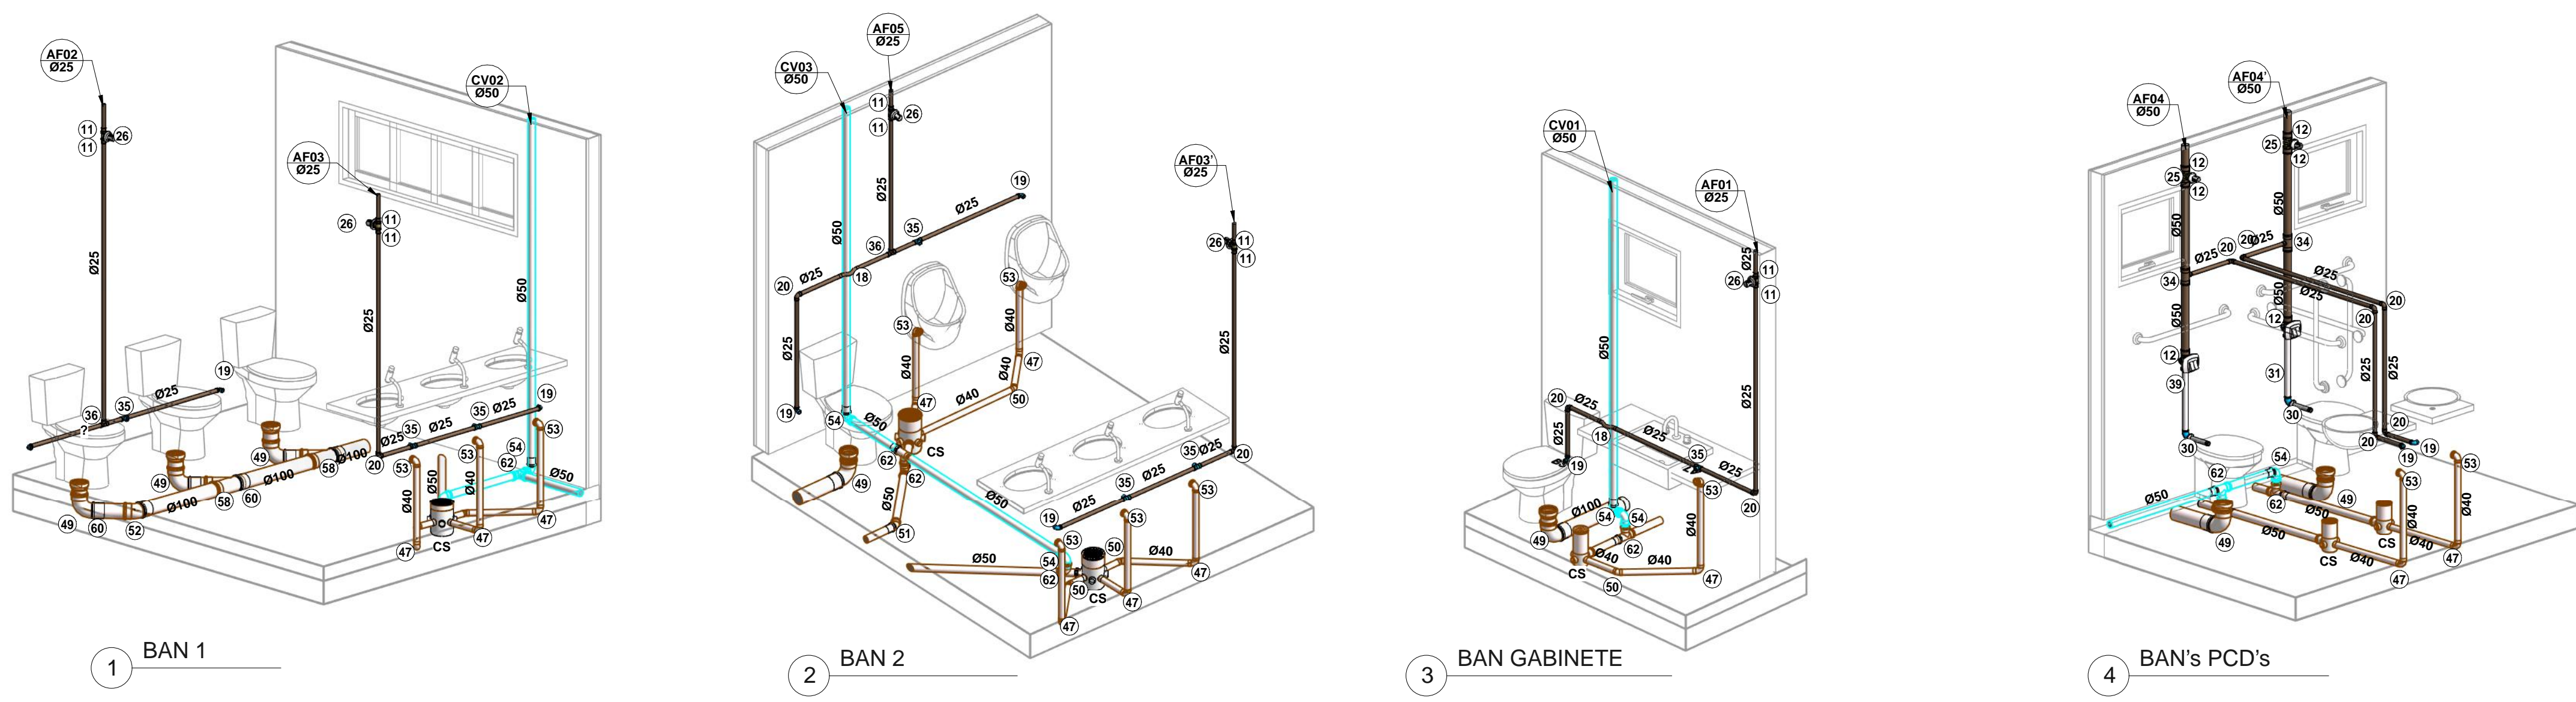 AF02
Ø25
11
26
11
Ø25
36
?
35
Ø25
19
AF03
Ø25
26
11
11
Ø25
CV02
Ø50
Ø50
20
Ø25
35
Ø25
35
Ø25
19
49
60
52
Ø100
49
58
60
Ø100
49
58
Ø100
53
Ø40
47
Ø50
CS
53
Ø40
47
54
62
53
47
Ø50
1
BAN 1
CV03
Ø50
AF05
Ø25
11
26
11
Ø25
Ø50
36
35
Ø25
19
18
Ø25
20
Ø25
19
AF03'
Ø25
26
11
11
Ø25
53
Ø40
47
53
Ø40
47
50
Ø40
CS
54
Ø50
62
62
49
Ø50
51
Ø50
20
Ø25
35
Ø25
35
Ø25
19
Ø50
54
62
53
50
47
50
CS
53
47
Ø40
53
47
2
BAN 2
CV01
Ø50
AF01
Ø25
Ø25
11
26
11
Ø50
Ø25
20
Ø25
Ø25
18
19
Ø25
35
Ø25
20
Ø100
49
54
54
62
CS
Ø40
50
Ø40
53
Ø40
47
3
BAN GABINETE
AF04
Ø50
AF04'
Ø50
12
25
12
12
25
12
Ø50
Ø50
34
Ø25
20
20
Ø25
34
Ø25
Ø25
Ø50
Ø50
12
12
39
31
30
30
20
20
Ø25
Ø25
20
20
19
19
Ø50
62
54
62
49
49
Ø50
Ø50
CS
CS
Ø40
Ø40
53
Ø40
47
53
Ø40
47
4
BAN's PCD's